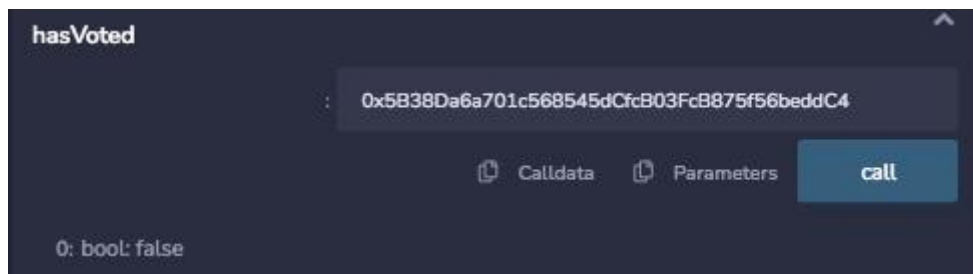 hasVoted
: 0x5B38Da6a701c568545dCfcB03FcB875f56beddC4
Calldata Parameters call
0: bool: false